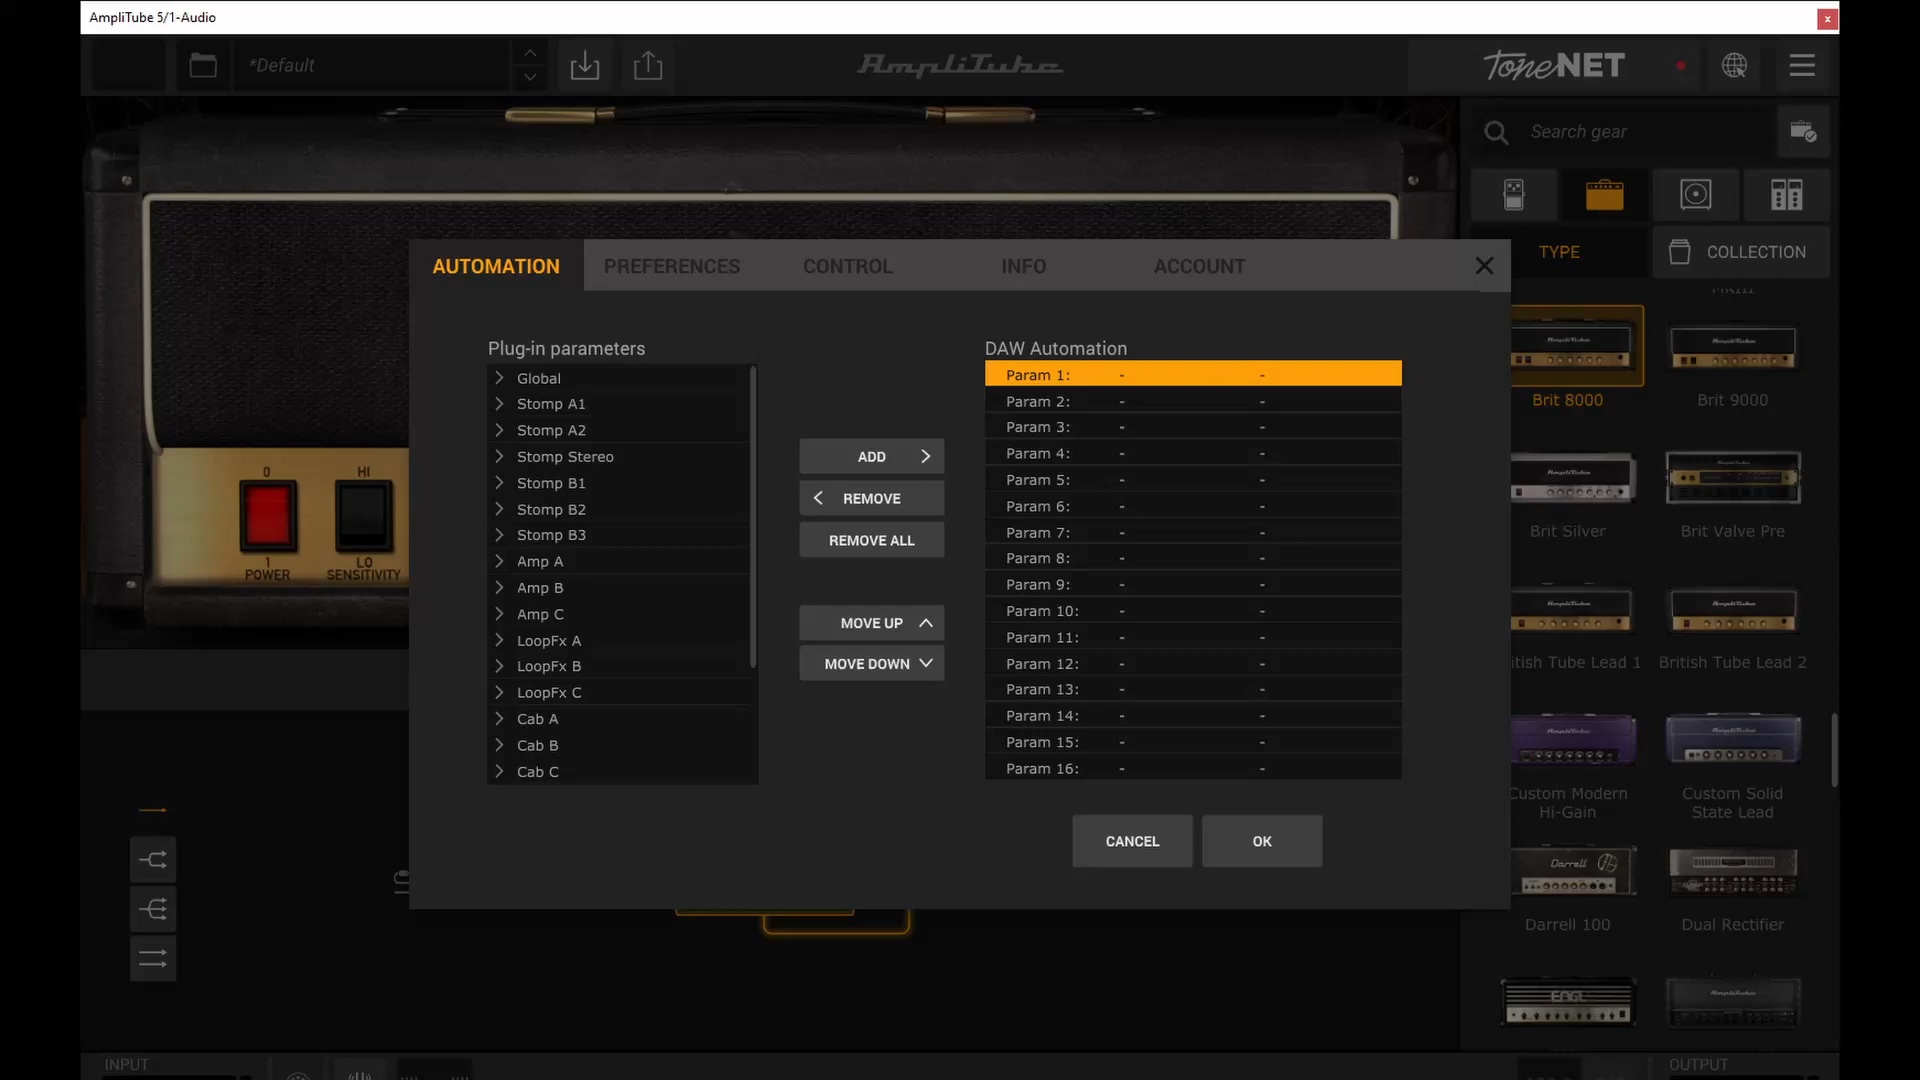 AmpliTube 5/1-Audio
*Default
AmpliTube
ToneNET
Search gear
TYPE
COLLECTION
AUTOMATION
PREFERENCES
CONTROL
INFO
ACCOUNT
Plug-in parameters
Global
Stomp A1
Stomp A2
Stomp Stereo
Stomp B1
Stomp B2
Stomp B3
Amp A
Amp B
Amp C
LoopFx A
LoopFx B
LoopFx C
Cab A
Cab B
Cab C
ADD
REMOVE
REMOVE ALL
MOVE UP
MOVE DOWN
DAW Automation
Param 1: - -
Param 2: - -
Param 3: - -
Param 4: - -
Param 5: - -
Param 6: - -
Param 7: - -
Param 8: - -
Param 9: - -
Param 10: - -
Param 11: - -
Param 12: - -
Param 13: - -
Param 14: - -
Param 15: - -
Param 16: - -
CANCEL
OK
0
1
POWER
HI
LO
SENSITIVITY
Brit 8000
Brit 9000
Brit Silver
Brit Valve Pre
itish Tube Lead 1
British Tube Lead 2
Custom Modern
Hi-Gain
Custom Solid
State Lead
Darrell
Darrell 100
Dual Rectifier
ENGL
INPUT
OUTPUT